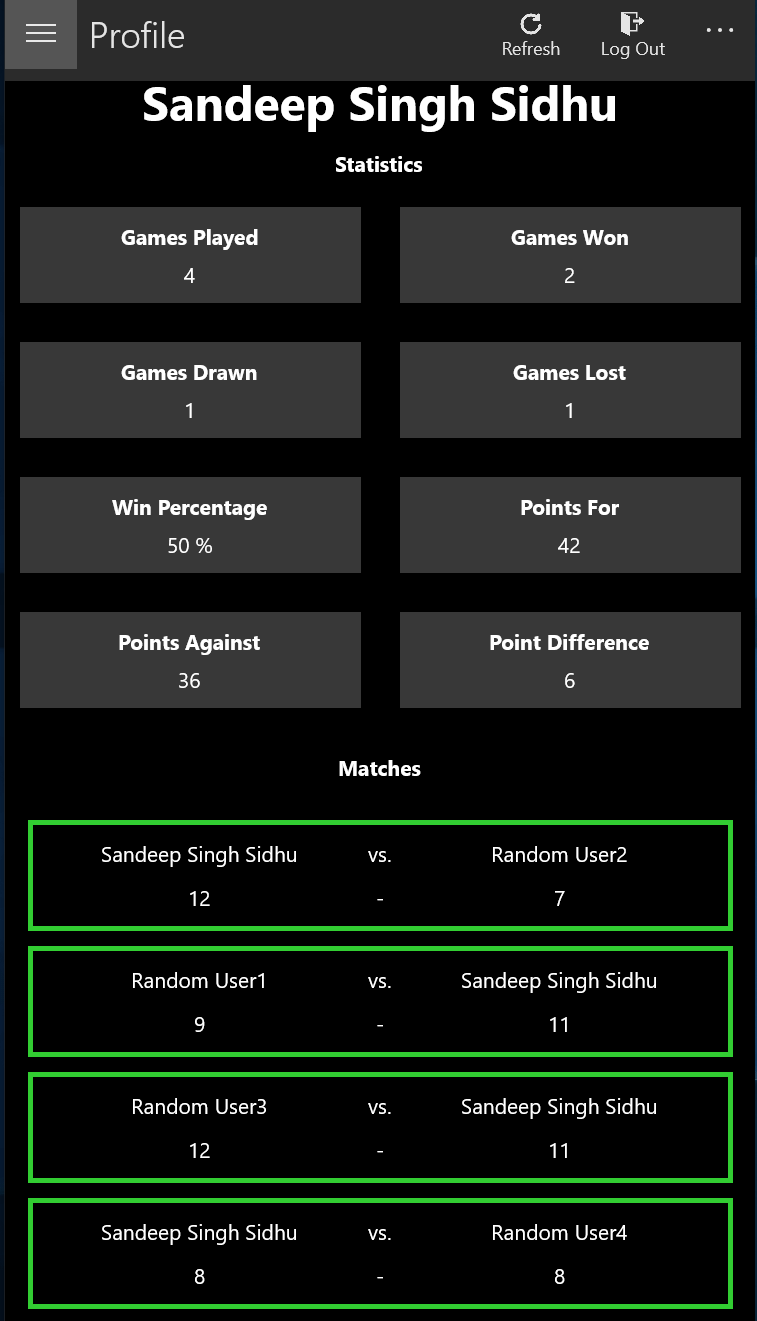 Profile
Refresh
Log Out
Sandeep Singh Sidhu
Statistics
Games Played
4
Games Won
2
Games Drawn
1
Games Lost
1
Win Percentage
50 %
Points For
42
Points Against
36
Point Difference
6
Matches
Sandeep Singh Sidhu vs. Random User2
12 - 7
Random User1 vs. Sandeep Singh Sidhu
9 - 11
Random User3 vs. Sandeep Singh Sidhu
12 - 11
Sandeep Singh Sidhu vs. Random User4
8 - 8